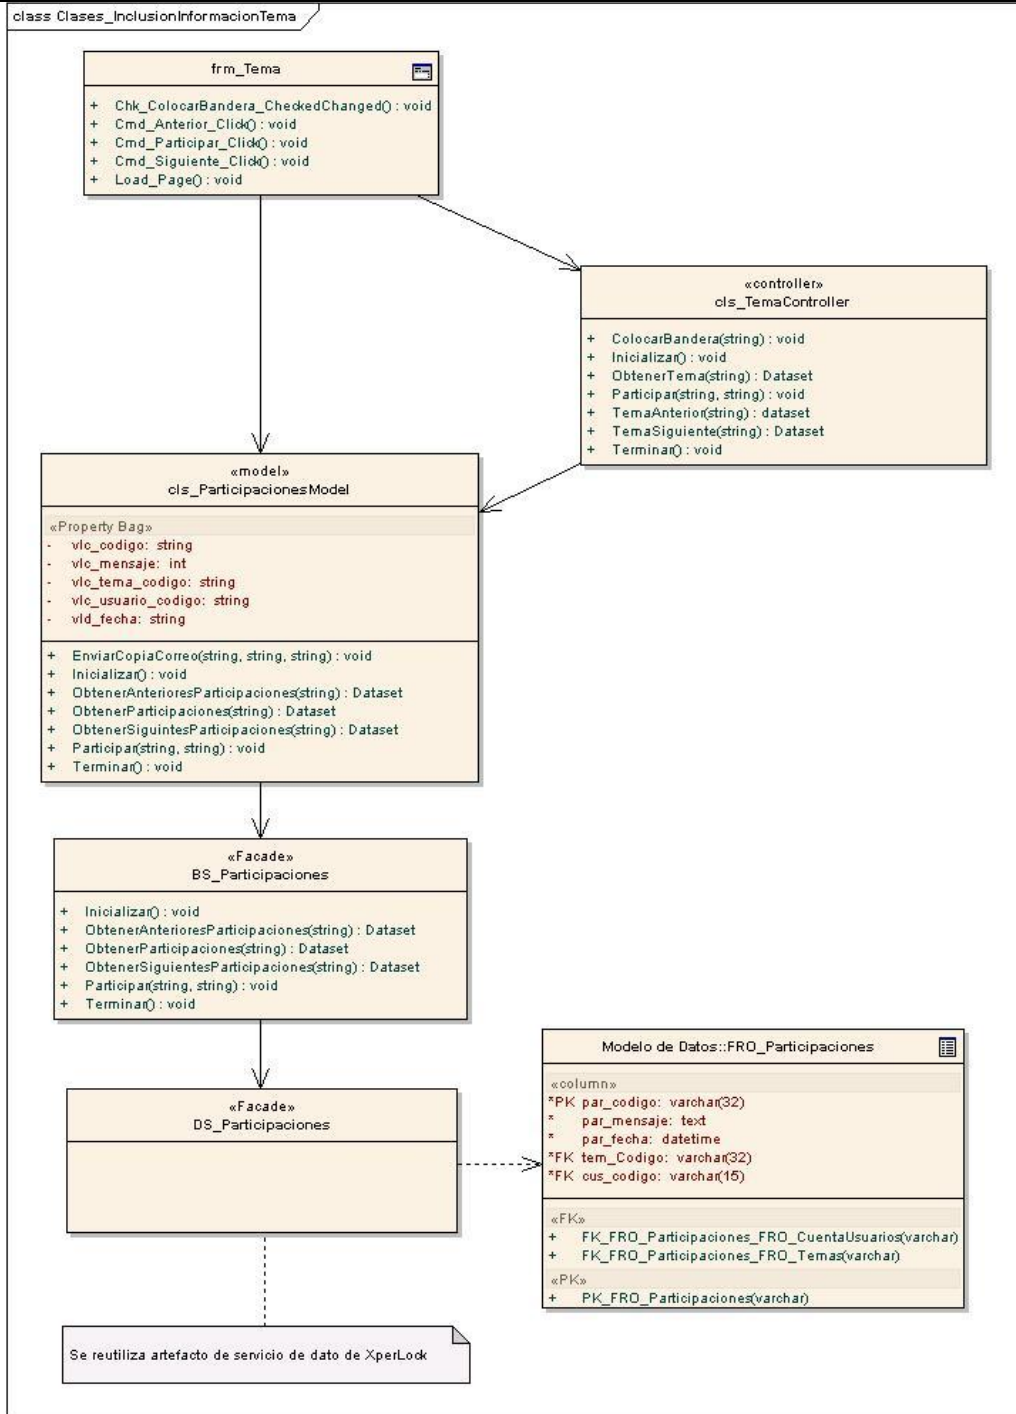 class Clases_InclusionInformacionTema
frm_Tema
+ Chk_ColocarBandera_CheckedChanged() : void
+ Cmd_Anterior_Click() : void
+ Cmd_Participar_Click() : void
+ Cmd_Siguiente_Click() : void
+ Load_Page() : void
«controller»
cls_TemaController
+ ColocarBandera(string) : void
+ Inicializar() : void
+ ObtenerTema(string) : Dataset
+ Participar(string, string) : void
+ TemaAnterior(string) : dataset
+ TemaSiguiente(string) : Dataset
+ Terminar() : void
«model»
cls_ParticipacionesModel
«Property Bag»
- vlc_codigo: string
- vlc_mensaje: int
- vlc_tema_codigo: string
- vlc_usuario_codigo: string
- vld_fecha: string
+ EnviarCopiaCorreo(string, string, string) : void
+ Inicializar() : void
+ ObtenerAnterioresParticipaciones(string) : Dataset
+ ObtenerParticipaciones(string) : Dataset
+ ObtenerSiguintesParticipaciones(string) : Dataset
+ Participar(string, string) : void
+ Terminar() : void
«Facade»
BS_Participaciones
+ Inicializar() : void
+ ObtenerAnterioresParticipaciones(string) : Dataset
+ ObtenerParticipaciones(string) : Dataset
+ ObtenerSiguientesParticipaciones(string) : Dataset
+ Participar(string, string) : void
+ Terminar() : void
«Facade»
DS_Participaciones
Modelo de Datos::FRO_Participaciones
«column»
*PK par_codigo: varchar(32)
* par_mensaje: text
* par_fecha: datetime
*FK tem_Codigo: varchar(32)
*FK cus_codigo: varchar(15)
«FK»
+ FK_FRO_Participaciones_FRO_CuentaUsuarios(varchar)
+ FK_FRO_Participaciones_FRO_Temas(varchar)
«PK»
+ PK_FRO_Participaciones(varchar)
Se reutiliza artefacto de servicio de dato de XperLock